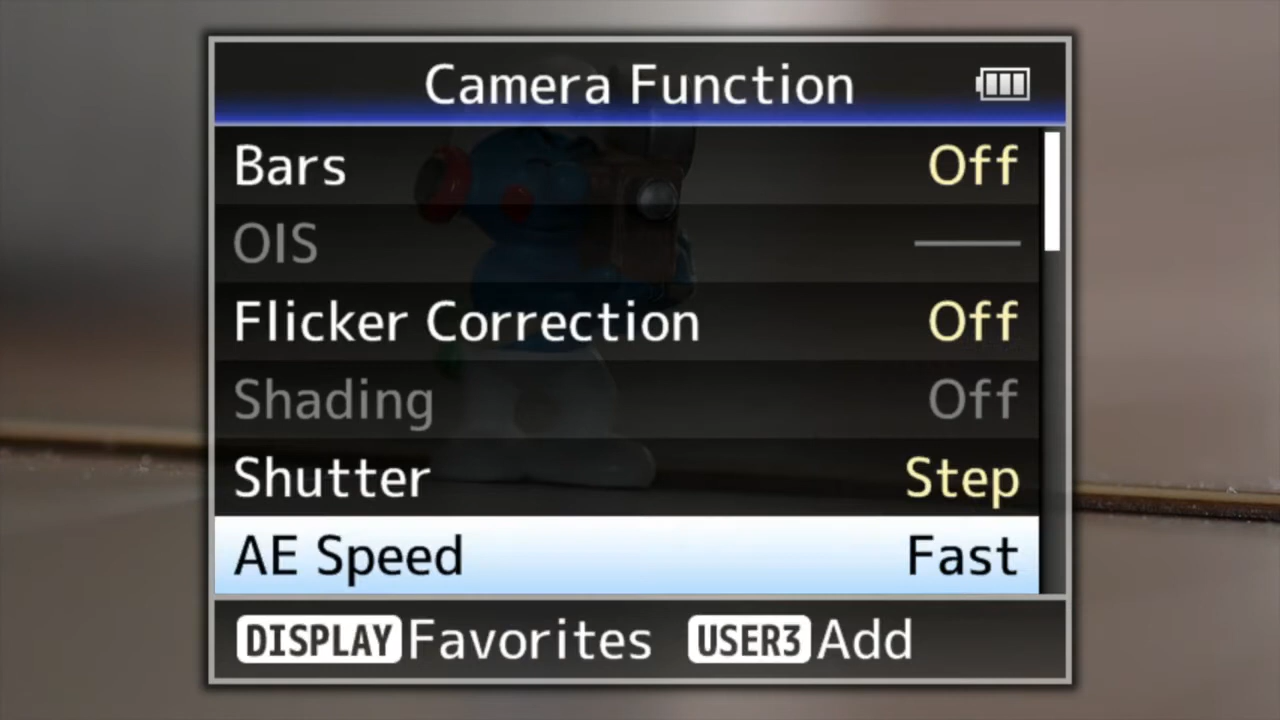 Camera Function
Bars Off
OIS ———
Flicker Correction Off
Shading Off
Shutter Step
AE Speed Fast
DISPLAY Favorites USER3 Add